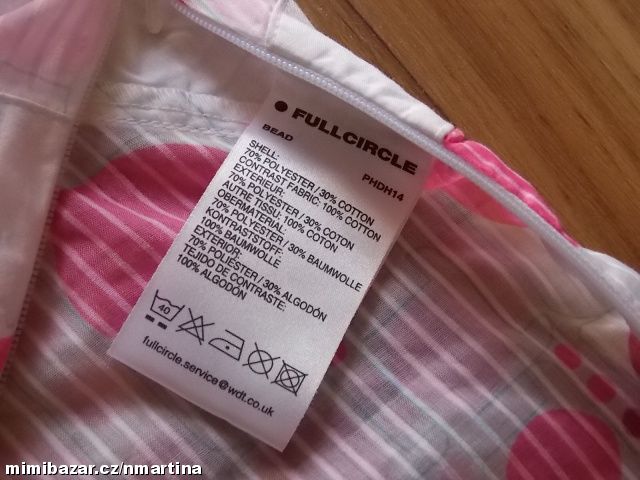 FULLCIRCLE
BEAD PHDH14
SHELL:
70% POLYESTER / 30% COTTON
CONTRAST FABRIC: 100% COTTON
EXTERIEUR:
70% POLYESTER / 30% COTON
AUTRE TISSU: 100% COTON
OBERMATERIAL:
70% POLYESTER / 30% BAUMWOLLE
KONTRASTSTOFF:
100% BAUMWOLLE
EXTERIOR:
70% POLIÉSTER / 30% ALGODÓN
TEJIDO DE CONTRASTE:
100% ALGODÓN
40
fullcircle.service@wdt.co.uk
mimibazar.cz/nmartina